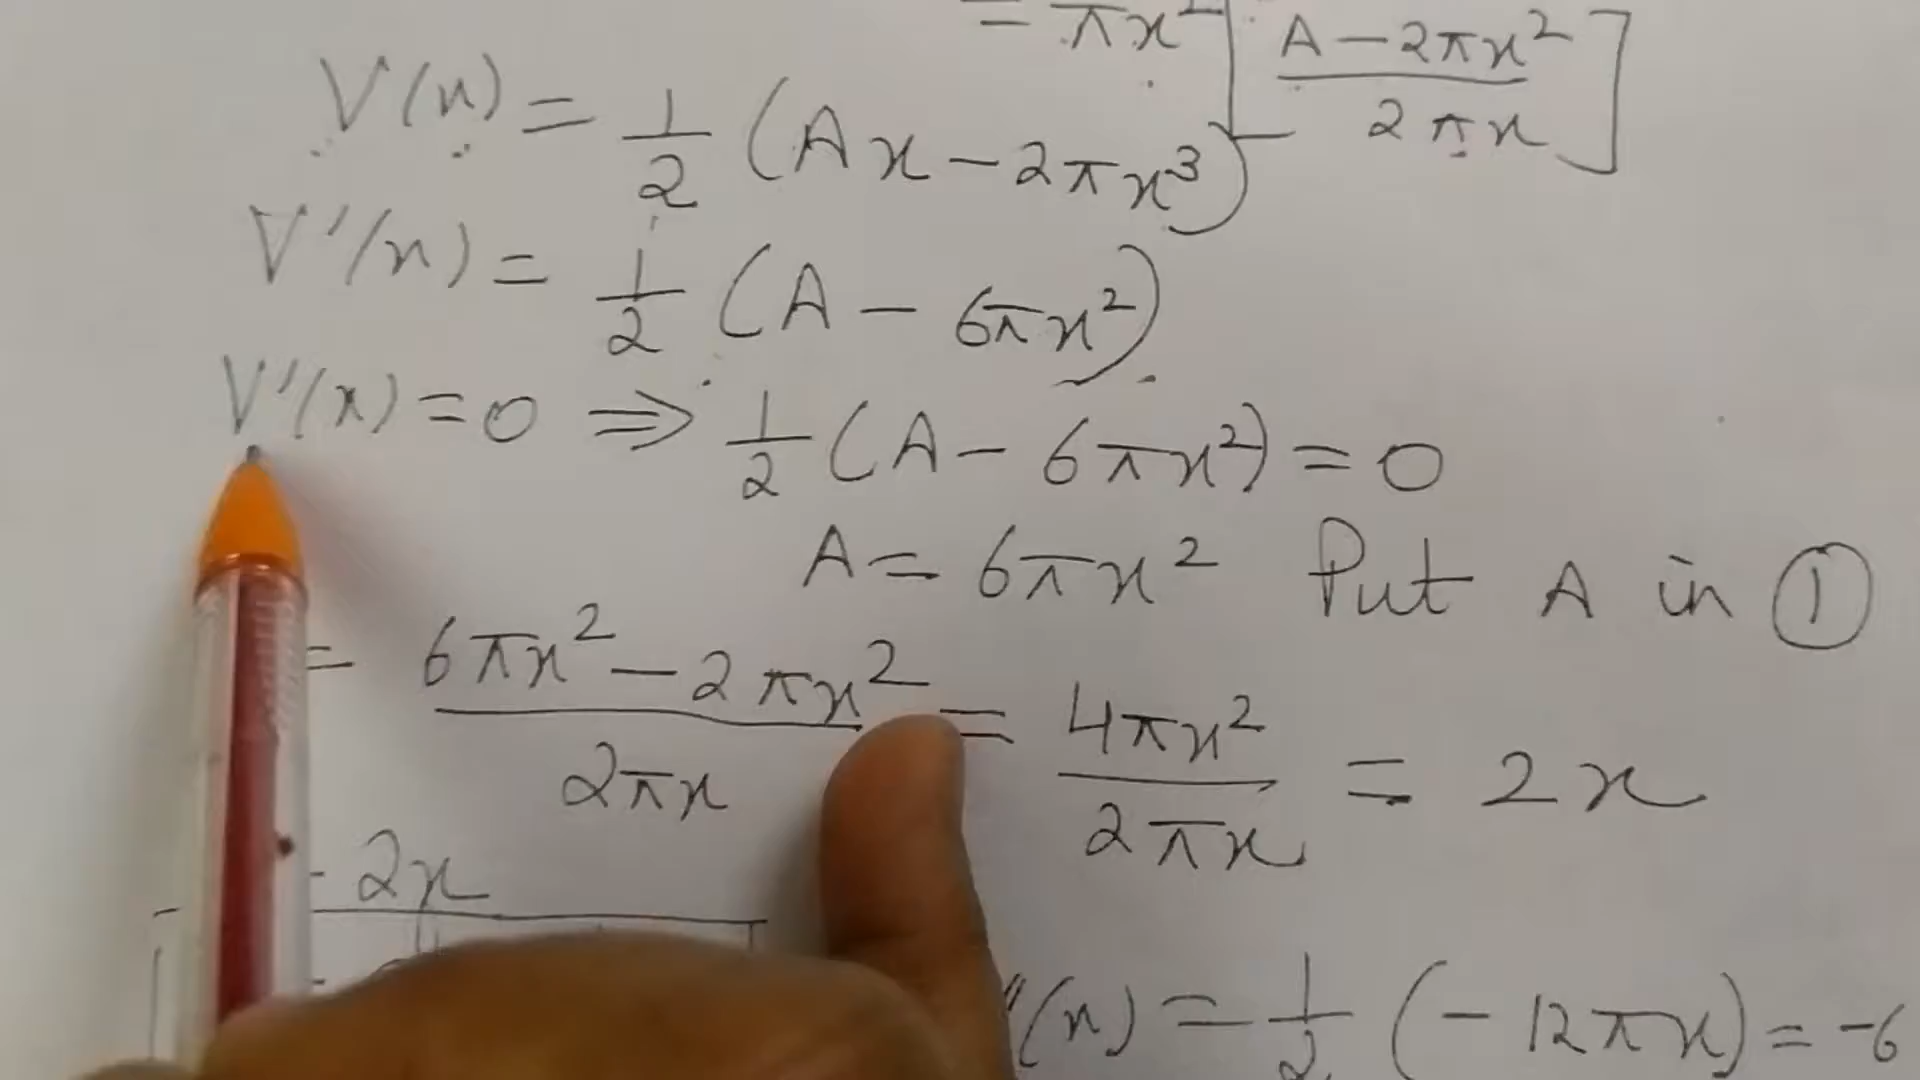 = πx² [ (A - 2πx²) / 2πx ]
V(x) = 1/2 (Ax - 2πx³)
V'(x) = 1/2 (A - 6πx²)
V'(x) = 0 ⇒ 1/2 (A - 6πx²) = 0
A = 6πx² Put A in ①
= (6πx² - 2πx²) / 2πx = 4πx² / 2πx = 2x
2x
"(x) = 1/2 (-12πx) = -6